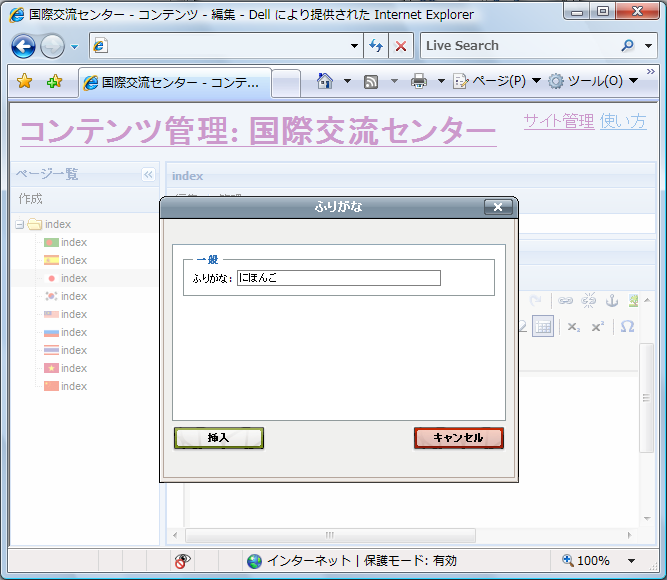 国際交流センター - コンテンツ - 編集 - Dell により提供された Internet Explorer
Live Search
国際交流センター - コンテ...
ページ(P)
ツール(O)
コンテンツ管理: 国際交流センター
サイト管理 使い方
ページ一覧
index
作成
ふりがな
index
index
index
index
index
index
index
index
index
index
一般
ふりがな: にほんご
挿入
キャンセル
インターネット | 保護モード: 有効
100%